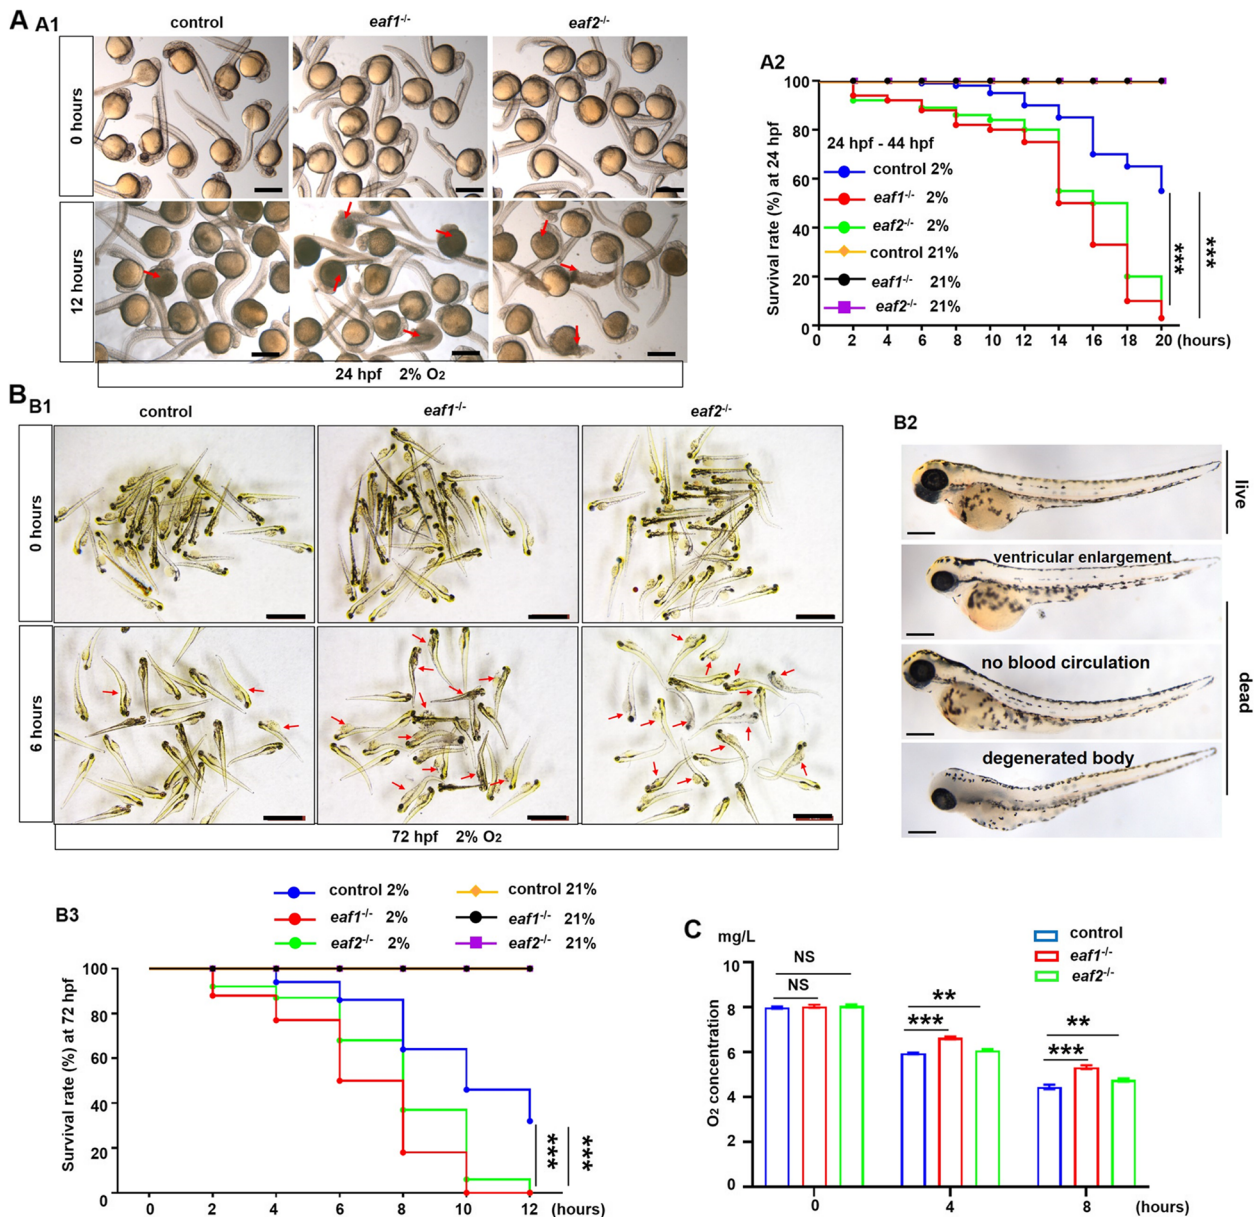 A A1
control eaf1-/- eaf2-/-
0 hours
12 hours
24 hpf 2% O2
A2
Survival rate (%) at 24 hpf
100
80
60
40
20
0
24 hpf - 44 hpf
control 2%
eaf1-/- 2%
eaf2-/- 2%
control 21%
eaf1-/- 21%
eaf2-/- 21%
***
***
0 2 4 6 8 10 12 14 16 18 20 (hours)
B B1
control eaf1-/- eaf2-/-
0 hours
6 hours
72 hpf 2% O2
B2
live
ventricular enlargement
no blood circulation
degenerated body
dead
B3
control 2% control 21%
eaf1-/- 2% eaf1-/- 21%
eaf2-/- 2% eaf2-/- 21%
Survival rate (%) at 72 hpf
100
80
60
40
20
0
***
***
0 2 4 6 8 10 12 (hours)
C mg/L
control
eaf1-/-
eaf2-/-
O2 concentration
10
8
6
4
2
0
NS
NS
**
***
**
***
0 4 8 (hours)